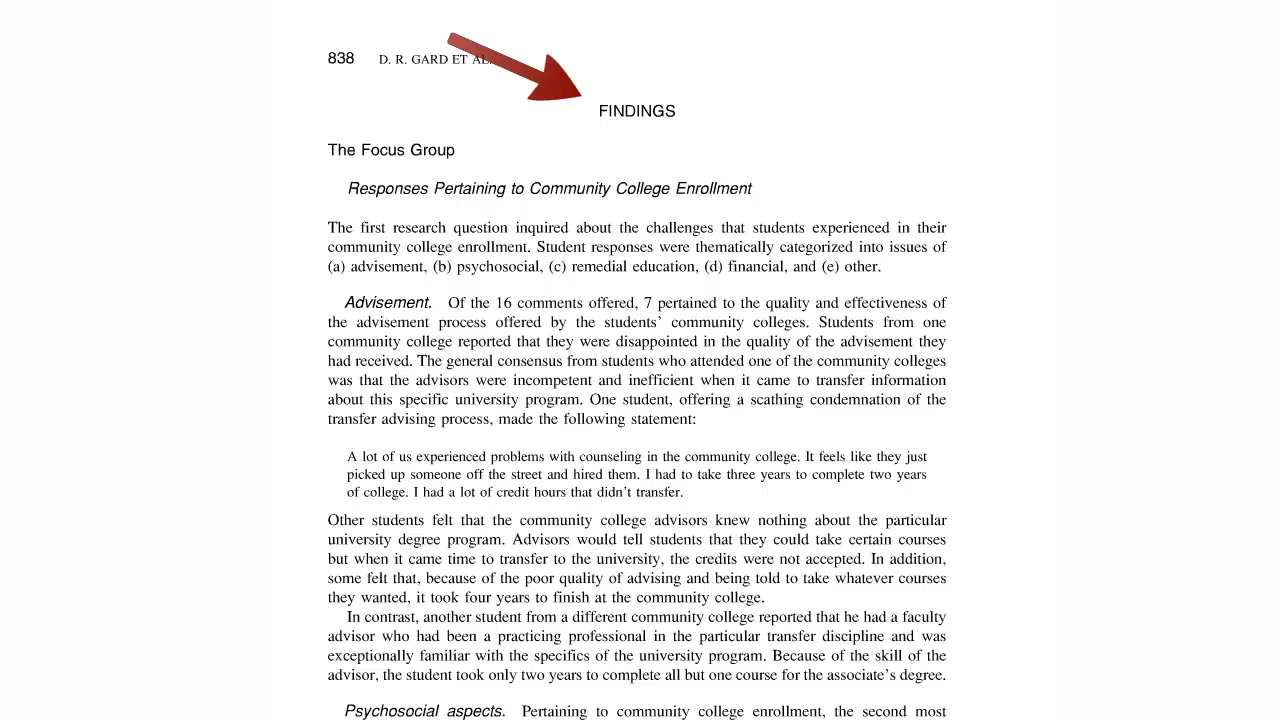 838 D. R. GARD ET AL.
FINDINGS
The Focus Group
Responses Pertaining to Community College Enrollment
The first research question inquired about the challenges that students experienced in their
community college enrollment. Student responses were thematically categorized into issues of
(a) advisement, (b) psychosocial, (c) remedial education, (d) financial, and (e) other.
Advisement. Of the 16 comments offered, 7 pertained to the quality and effectiveness of
the advisement process offered by the students’ community colleges. Students from one
community college reported that they were disappointed in the quality of the advisement they
had received. The general consensus from students who attended one of the community colleges
was that the advisors were incompetent and inefficient when it came to transfer information
about this specific university program. One student, offering a scathing condemnation of the
transfer advising process, made the following statement:
A lot of us experienced problems with counseling in the community college. It feels like they just
picked up someone off the street and hired them. I had to take three years to complete two years
of college. I had a lot of credit hours that didn’t transfer.
Other students felt that the community college advisors knew nothing about the particular
university degree program. Advisors would tell students that they could take certain courses
but when it came time to transfer to the university, the credits were not accepted. In addition,
some felt that, because of the poor quality of advising and being told to take whatever courses
they wanted, it took four years to finish at the community college.
In contrast, another student from a different community college reported that he had a faculty
advisor who had been a practicing professional in the particular transfer discipline and was
exceptionally familiar with the specifics of the university program. Because of the skill of the
advisor, the student took only two years to complete all but one course for the associate’s degree.
Psychosocial aspects. Pertaining to community college enrollment, the second most